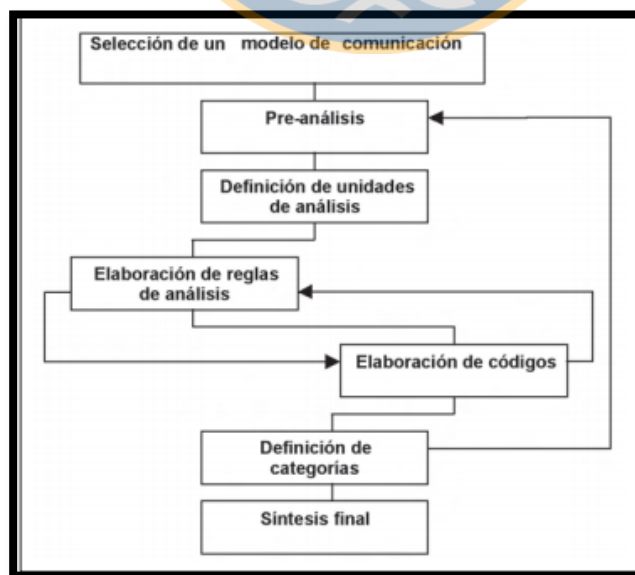 Selección de un modelo de comunicación
Pre-análisis
Definición de unidades
de análisis
Elaboración de reglas
de análisis
Elaboración de códigos
Definición de
categorías
Síntesis final